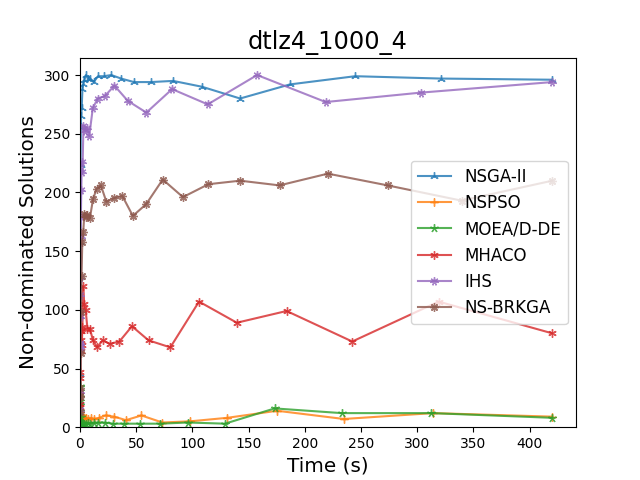 dtlz4_1000_4
Non-dominated Solutions
300
250
200
150
100
50
0
NSGA-II
NSPSO
MOEA/D-DE
MHACO
IHS
NS-BRKGA
0 50 100 150 200 250 300 350 400
Time (s)